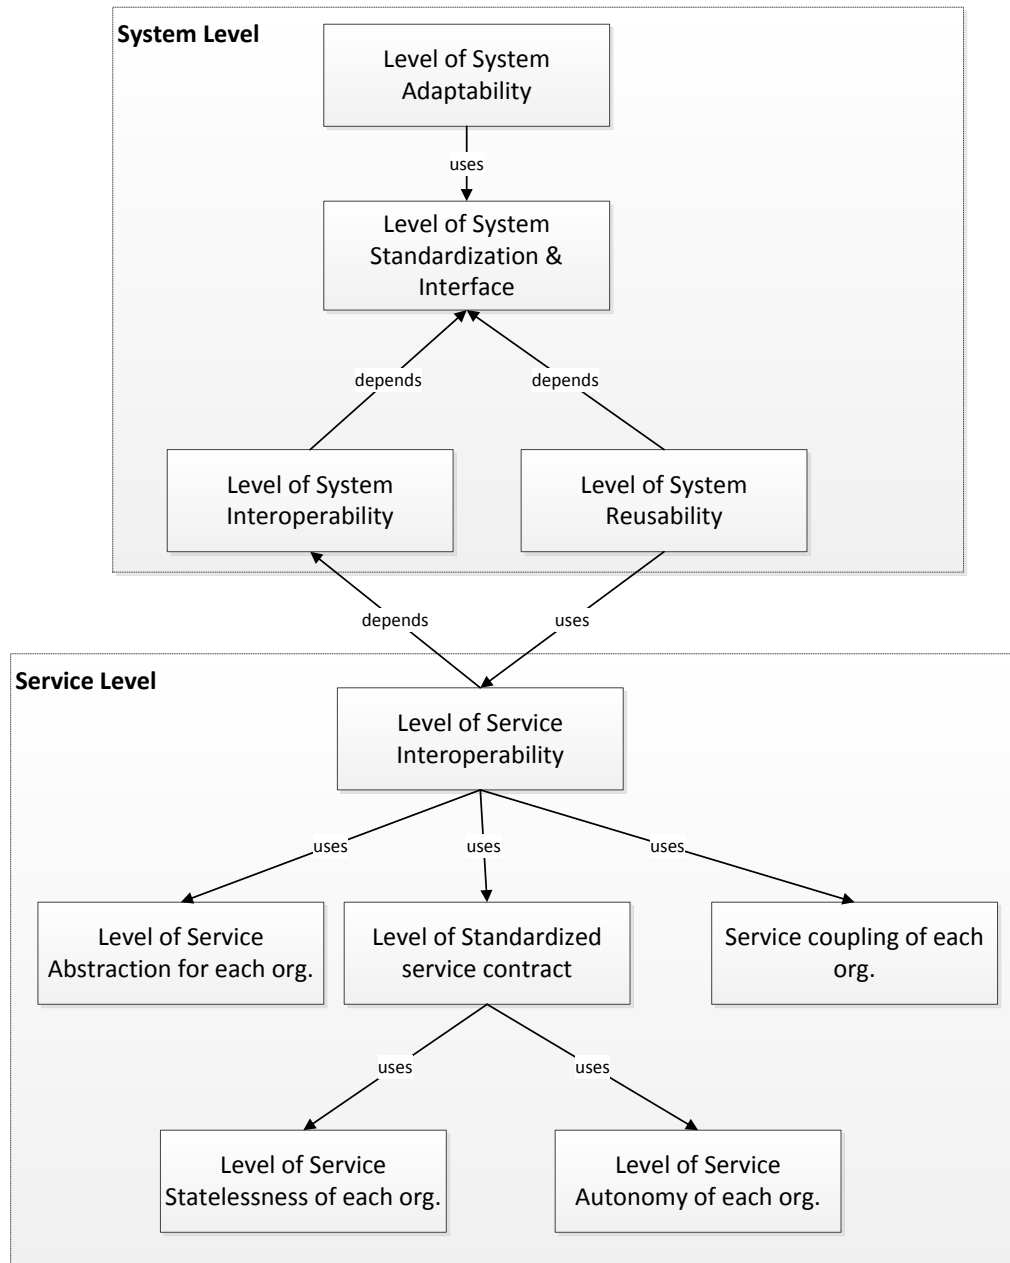 System Level
Level of System
Adaptability
uses
Level of System
Standardization &
Interface
depends
depends
Level of System
Interoperability
Level of System
Reusability
depends
uses
Service Level
Level of Service
Interoperability
uses
uses
uses
Level of Service
Abstraction for each org.
Level of Standardized
service contract
Service coupling of each
org.
uses
uses
Level of Service
Statelessness of each org.
Level of Service
Autonomy of each org.